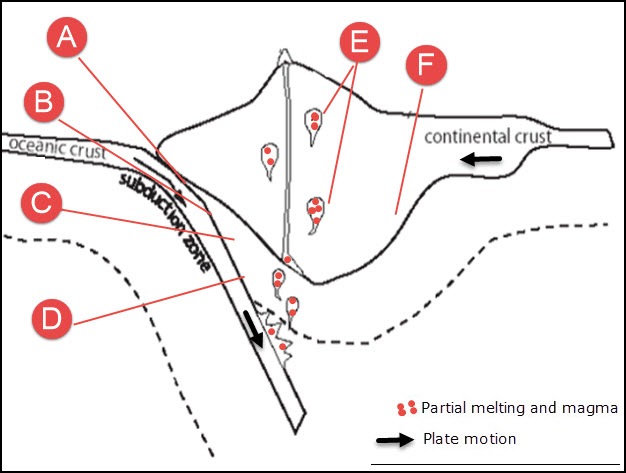 A
E
F
B
oceanic crust
continental crust
subduction zone
C
D
Partial melting and magma
Plate motion